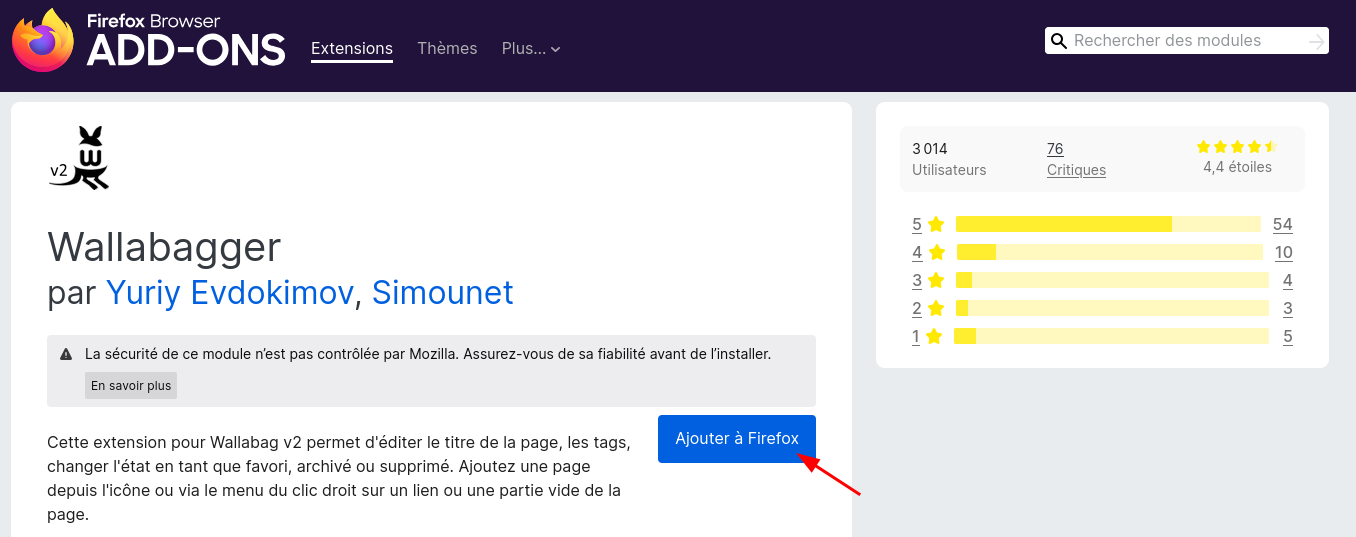 Firefox Browser
ADD-ONS
Extensions
Thèmes
Plus...
Rechercher des modules
v2
Wallabagger
par Yuriy Evdokimov, Simounet
La sécurité de ce module n’est pas contrôlée par Mozilla. Assurez-vous de sa fiabilité avant de l’installer.
En savoir plus
Cette extension pour Wallabag v2 permet d'éditer le titre de la page, les tags,
changer l'état en tant que favori, archivé ou supprimé. Ajoutez une page
depuis l'icône ou via le menu du clic droit sur un lien ou une partie vide de la
page.
Ajouter à Firefox
3 014
Utilisateurs
76
Critiques
4,4 étoiles
5 54
4 10
3 4
2 3
1 5